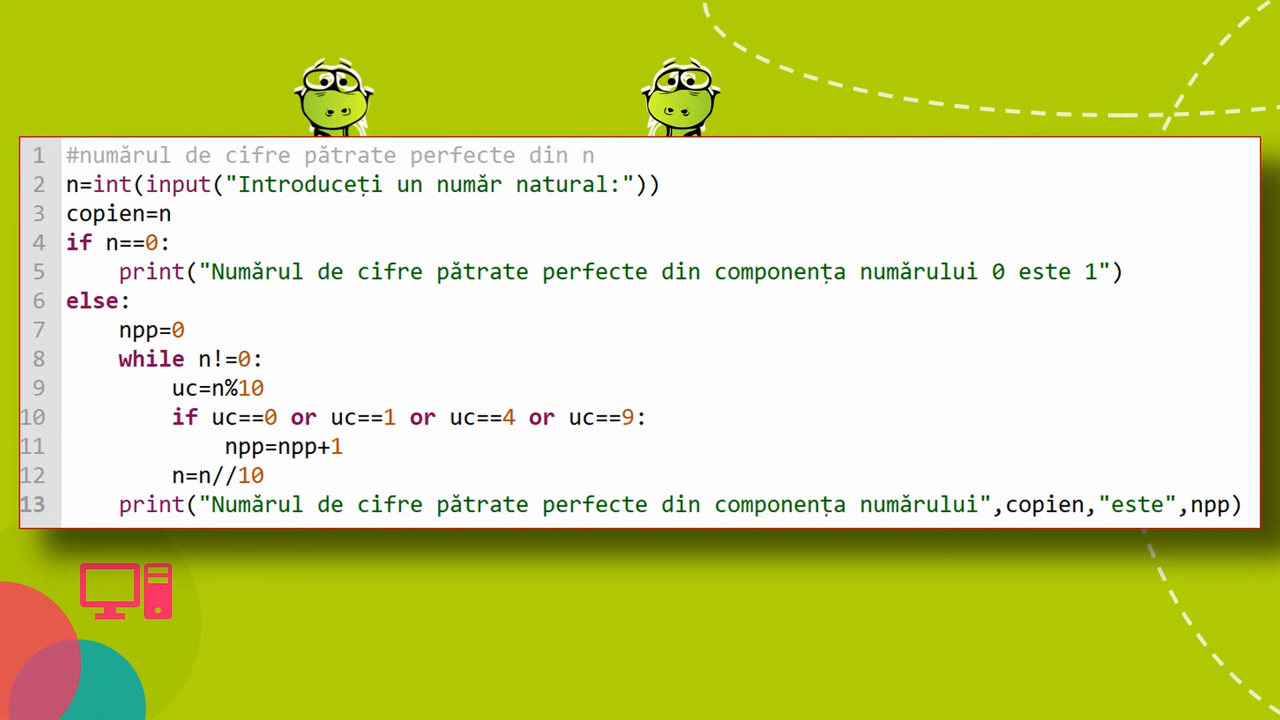 1 #numărul de cifre pătrate perfecte din n
2 n=int(input("Introduceți un număr natural:"))
3 copien=n
4 if n==0:
5     print("Numărul de cifre pătrate perfecte din componența numărului 0 este 1")
6 else:
7     npp=0
8     while n!=0:
9         uc=n%10
10         if uc==0 or uc==1 or uc==4 or uc==9:
11             npp=npp+1
12         n=n//10
13     print("Numărul de cifre pătrate perfecte din componența numărului",copien,"este",npp)